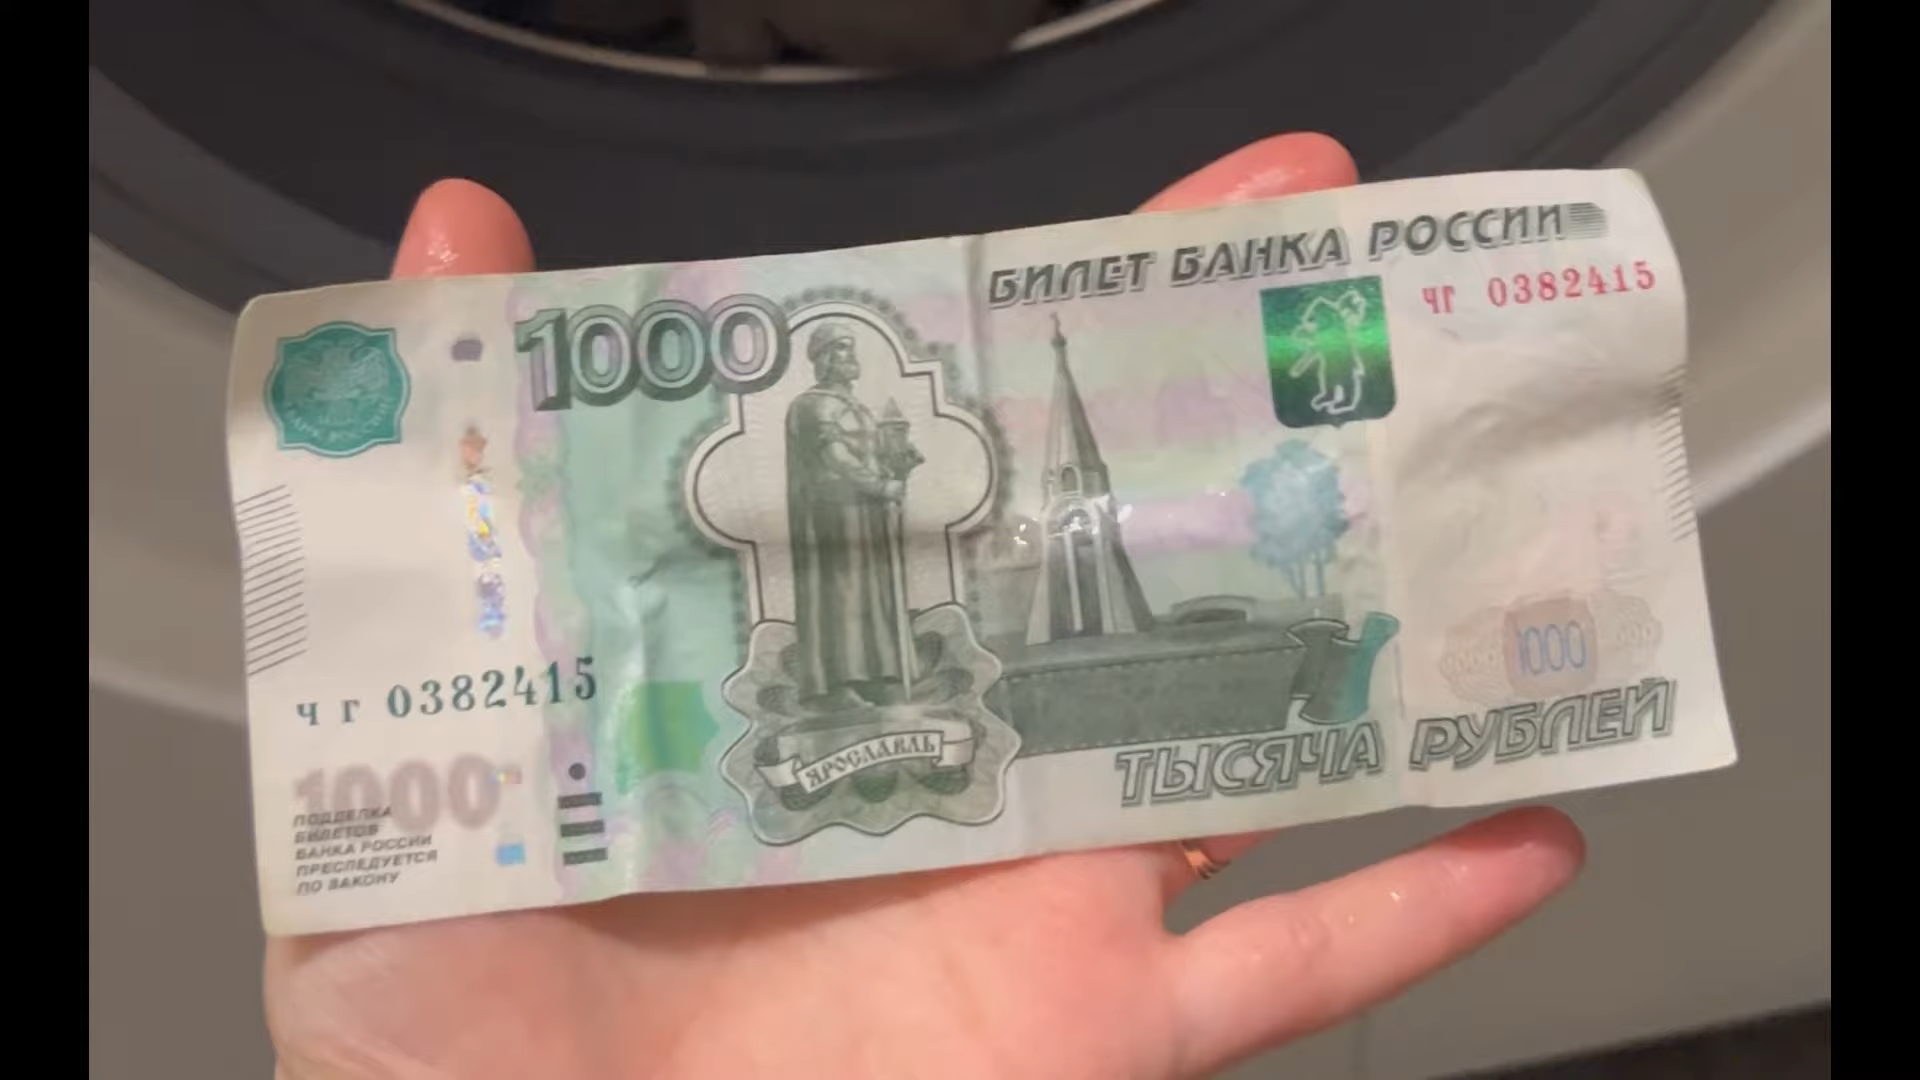 БИЛЕТ БАНКА РОССИИ
чг 0382415
1000
чг 0382415
ЯРОСЛАВЛЬ
1000
ТЫСЯЧА РУБЛЕЙ
1000
ПОДДЕЛКА
БИЛЕТОВ
БАНКА РОССИИ
ПРЕСЛЕДУЕТСЯ
ПО ЗАКОНУ